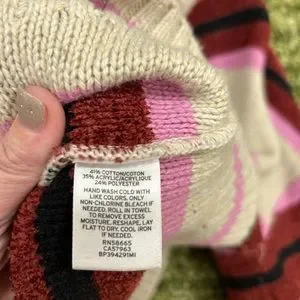 41% COTTON/COTON
35% ACRYLIC/ACRYLIQUE
24% POLYESTER
HAND WASH COLD WITH
LIKE COLORS, ONLY
NON-CHLORINE BLEACH IF
NEEDED. ROLL IN TOWEL
TO REMOVE EXCESS
MOISTURE. RESHAPE, LAY
FLAT TO DRY. COOL IRON
IF NEEDED.
RN58665
CA57963
BP394291MI